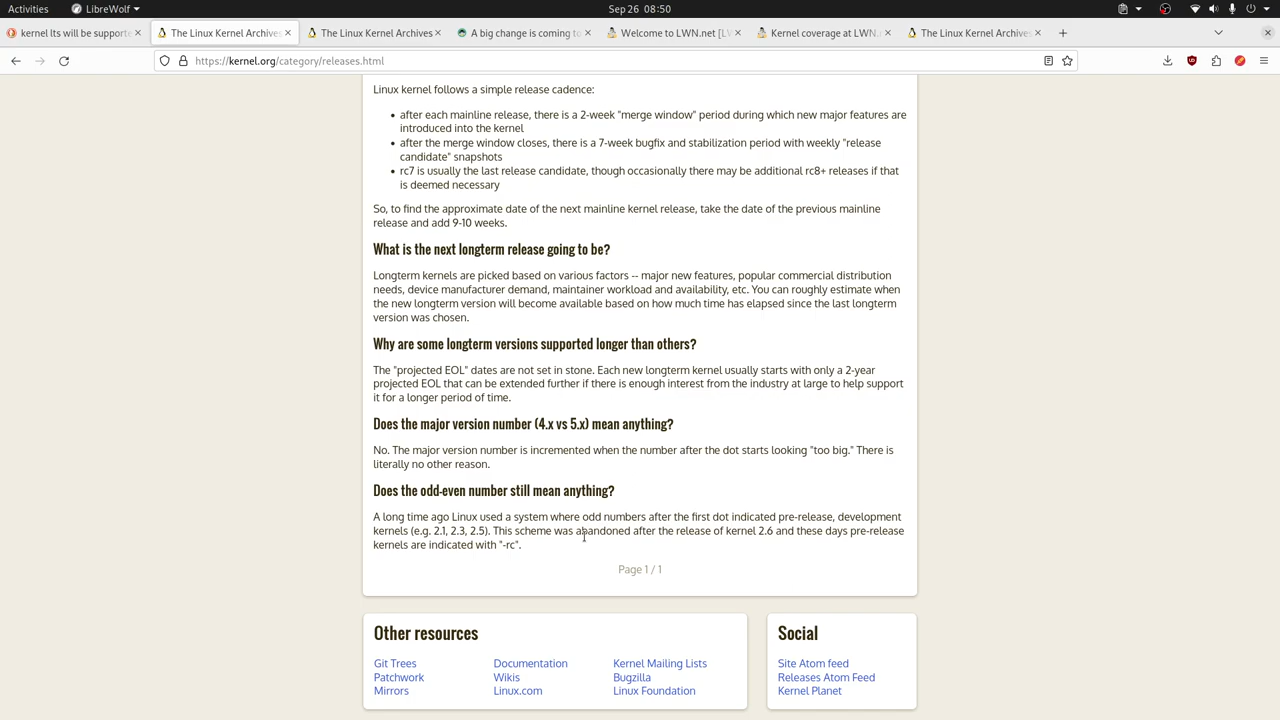 Activities LibreWolf Sep 26 08:50
kernel lts will be support
The Linux Kernel Archives
The Linux Kernel Archives
A big change is coming to
Welcome to LWN.net [LW
Kernel coverage at LWN.
The Linux Kernel Archives
https://kernel.org/category/releases.html
Linux kernel follows a simple release cadence:
• after each mainline release, there is a 2-week "merge window" period during which new major features are
introduced into the kernel
• after the merge window closes, there is a 7-week bugfix and stabilization period with weekly "release
candidate" snapshots
• rc7 is usually the last release candidate, though occasionally there may be additional rc8+ releases if that
is deemed necessary
So, to find the approximate date of the next mainline kernel release, take the date of the previous mainline
release and add 9-10 weeks.
What is the next longterm release going to be?
Longterm kernels are picked based on various factors -- major new features, popular commercial distribution
needs, device manufacturer demand, maintainer workload and availability, etc. You can roughly estimate when
the new longterm version will become available based on how much time has elapsed since the last longterm
version was chosen.
Why are some longterm versions supported longer than others?
The "projected EOL" dates are not set in stone. Each new longterm kernel usually starts with only a 2-year
projected EOL that can be extended further if there is enough interest from the industry at large to help support
it for a longer period of time.
Does the major version number (4.x vs 5.x) mean anything?
No. The major version number is incremented when the number after the dot starts looking "too big." There is
literally no other reason.
Does the odd-even number still mean anything?
A long time ago Linux used a system where odd numbers after the first dot indicated pre-release, development
kernels (e.g. 2.1, 2.3, 2.5). This scheme was abandoned after the release of kernel 2.6 and these days pre-release
kernels are indicated with "-rc".
Page 1 / 1
Other resources
Git Trees Documentation Kernel Mailing Lists
Patchwork Wikis Bugzilla
Mirrors Linux.com Linux Foundation
Social
Site Atom feed
Releases Atom Feed
Kernel Planet